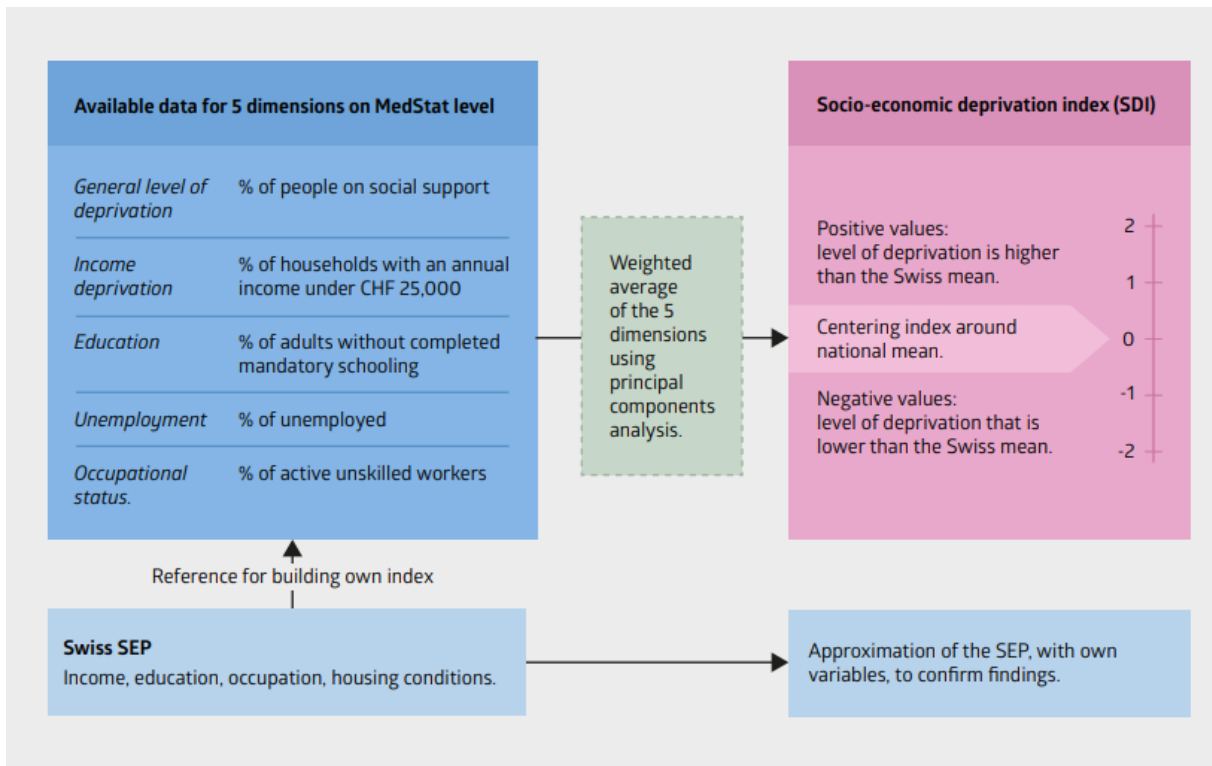 Available data for 5 dimensions on MedStat level
General level of
deprivation
% of people on social support
Income
deprivation
% of households with an annual
income under CHF 25,000
Education
% of adults without completed
mandatory schooling
Unemployment
% of unemployed
Occupational
status.
% of active unskilled workers
Weighted
average
of the 5
dimensions
using
principal
components
analysis.
Socio-economic deprivation index (SDI)
Positive values:
level of deprivation is higher
than the Swiss mean.
Centering index around
national mean.
Negative values:
level of deprivation that is
lower than the Swiss mean.
2
1
0
-1
-2
Reference for building own index
Swiss SEP
Income, education, occupation, housing conditions.
Approximation of the SEP, with own
variables, to confirm findings.